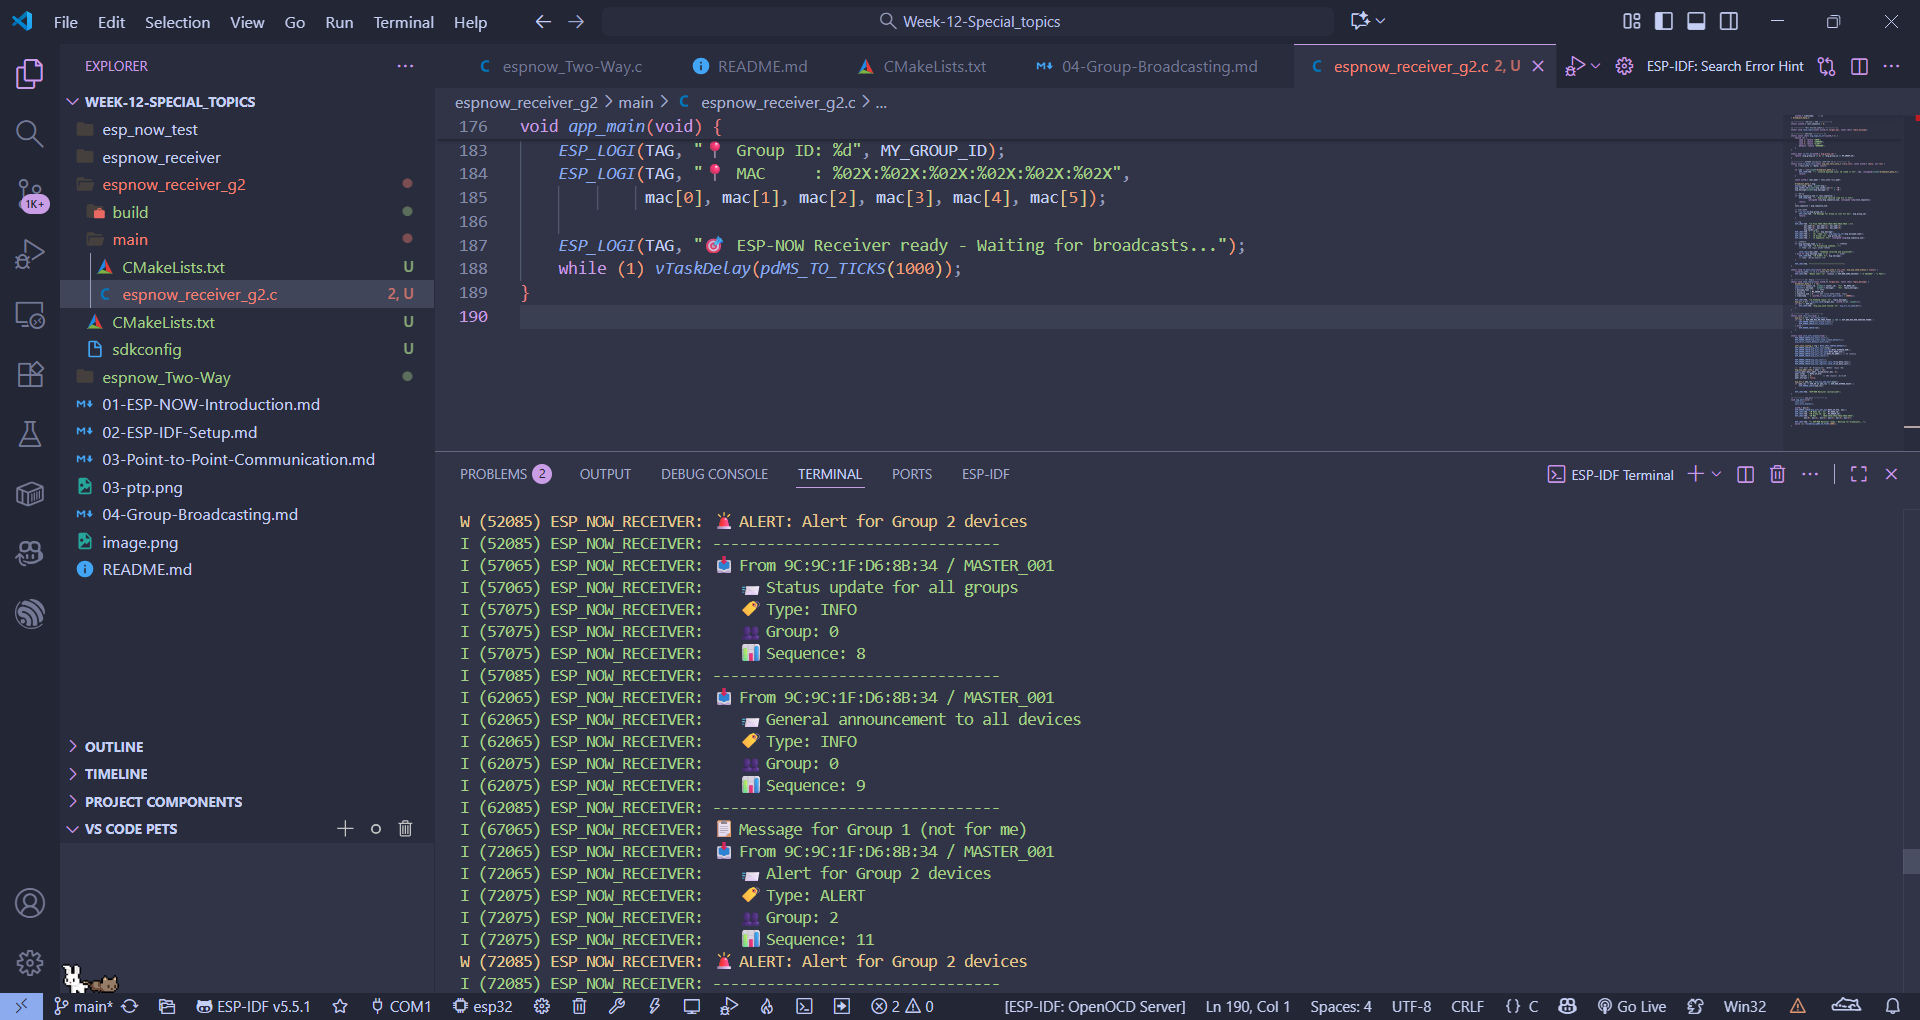 File Edit Selection View Go Run Terminal Help
Week-12-Special_topics
EXPLORER
espnow_Two-Way.c
README.md
CMakeLists.txt
04-Group-Broadcasting.md
espnow_receiver_g2.c 2, U
ESP-IDF: Search Error Hint
WEEK-12-SPECIAL_TOPICS
esp_now_test
espnow_receiver
espnow_receiver_g2
build
main
CMakeLists.txt U
espnow_receiver_g2.c 2, U
CMakeLists.txt U
sdkconfig U
espnow_Two-Way
01-ESP-NOW-Introduction.md
02-ESP-IDF-Setup.md
03-Point-to-Point-Communication.md
03-ptp.png
04-Group-Broadcasting.md
image.png
README.md
1K+
OUTLINE
TIMELINE
PROJECT COMPONENTS
VS CODE PETS
espnow_receiver_g2 > main > C espnow_receiver_g2.c > ...
176 void app_main(void) {
183 ESP_LOGI(TAG, "📍 Group ID: %d", MY_GROUP_ID);
184 ESP_LOGI(TAG, "📍 MAC     : %02X:%02X:%02X:%02X:%02X:%02X",
185 mac[0], mac[1], mac[2], mac[3], mac[4], mac[5]);
186
187 ESP_LOGI(TAG, "🎯 ESP-NOW Receiver ready - Waiting for broadcasts...");
188 while (1) vTaskDelay(pdMS_TO_TICKS(1000));
189 }
190
PROBLEMS 2 OUTPUT DEBUG CONSOLE TERMINAL PORTS ESP-IDF
ESP-IDF Terminal
W (52085) ESP_NOW_RECEIVER: 🚨 ALERT: Alert for Group 2 devices
I (52085) ESP_NOW_RECEIVER: --------------------------------
I (57065) ESP_NOW_RECEIVER: 📥 From 9C:9C:1F:D6:8B:34 / MASTER_001
I (57065) ESP_NOW_RECEIVER:    📨 Status update for all groups
I (57075) ESP_NOW_RECEIVER:    🏷️ Type: INFO
I (57075) ESP_NOW_RECEIVER:    👥 Group: 0
I (57075) ESP_NOW_RECEIVER:    📊 Sequence: 8
I (57085) ESP_NOW_RECEIVER: --------------------------------
I (62065) ESP_NOW_RECEIVER: 📥 From 9C:9C:1F:D6:8B:34 / MASTER_001
I (62065) ESP_NOW_RECEIVER:    📨 General announcement to all devices
I (62065) ESP_NOW_RECEIVER:    🏷️ Type: INFO
I (62075) ESP_NOW_RECEIVER:    👥 Group: 0
I (62075) ESP_NOW_RECEIVER:    📊 Sequence: 9
I (62085) ESP_NOW_RECEIVER: --------------------------------
I (67065) ESP_NOW_RECEIVER: 📋 Message for Group 1 (not for me)
I (72065) ESP_NOW_RECEIVER: 📥 From 9C:9C:1F:D6:8B:34 / MASTER_001
I (72065) ESP_NOW_RECEIVER:    📨 Alert for Group 2 devices
I (72075) ESP_NOW_RECEIVER:    🏷️ Type: ALERT
I (72075) ESP_NOW_RECEIVER:    👥 Group: 2
I (72075) ESP_NOW_RECEIVER:    📊 Sequence: 11
W (72085) ESP_NOW_RECEIVER: 🚨 ALERT: Alert for Group 2 devices
I (72085) ESP_NOW_RECEIVER: --------------------------------
main* ESP-IDF v5.5.1 COM1 esp32 2 0 [ESP-IDF: OpenOCD Server] Ln 190, Col 1 Spaces: 4 UTF-8 CRLF {} C Go Live Win32